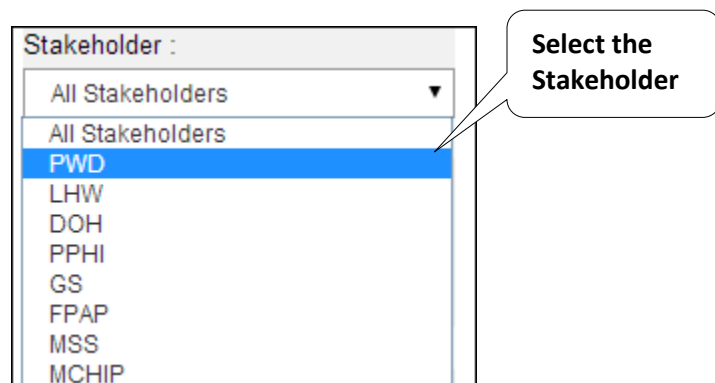 Stakeholder :
All Stakeholders
All Stakeholders
PWD
LHW
DOH
PPHI
GS
FPAP
MSS
MCHIP
Select the
Stakeholder